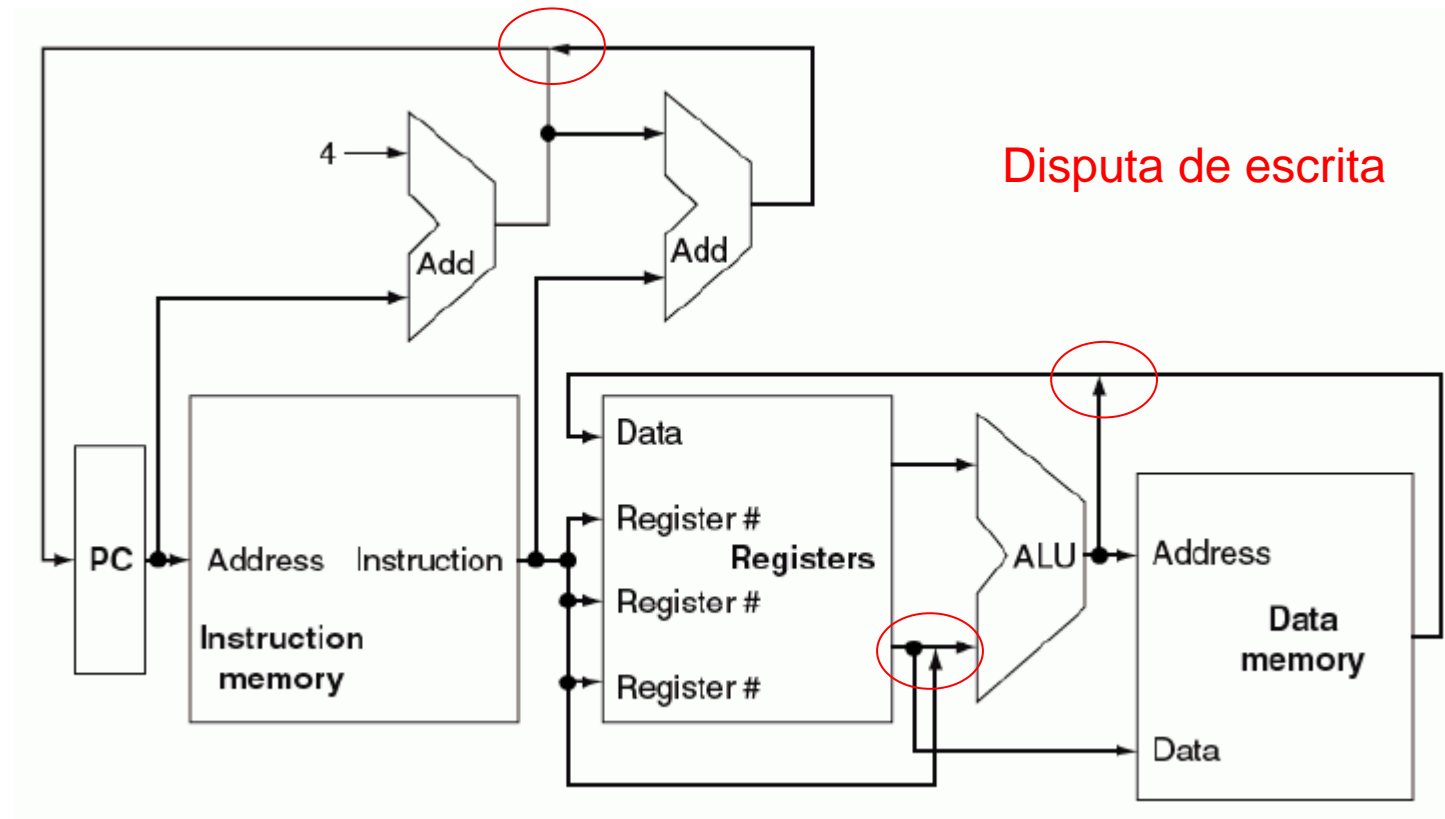 Disputa de escrita
4
Add
Add
PC
Address
Instruction
Instruction
memory
Data
Register #
Registers
Register #
Register #
ALU
Address
Data
memory
Data